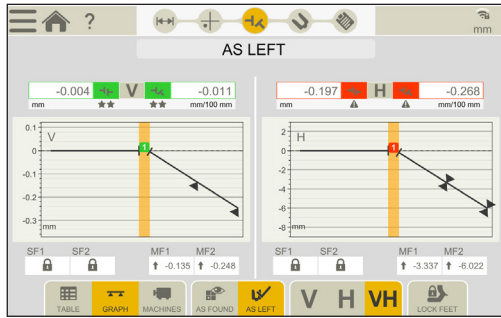 ?
mm
AS LEFT
-0.004 V -0.011
mm mm/100 mm
-0.197 H -0.268
mm mm/100 mm
V
0.1
0
-0.1
-0.2
-0.3
mm
1
H
2
0
-2
-4
-6
-8
mm
1
SF1 SF2 MF1 MF2
-0.135 -0.248
SF1 SF2 MF1 MF2
-3.337 -6.022
TABLE GRAPH MACHINES AS FOUND AS LEFT V H VH LOCK FEET